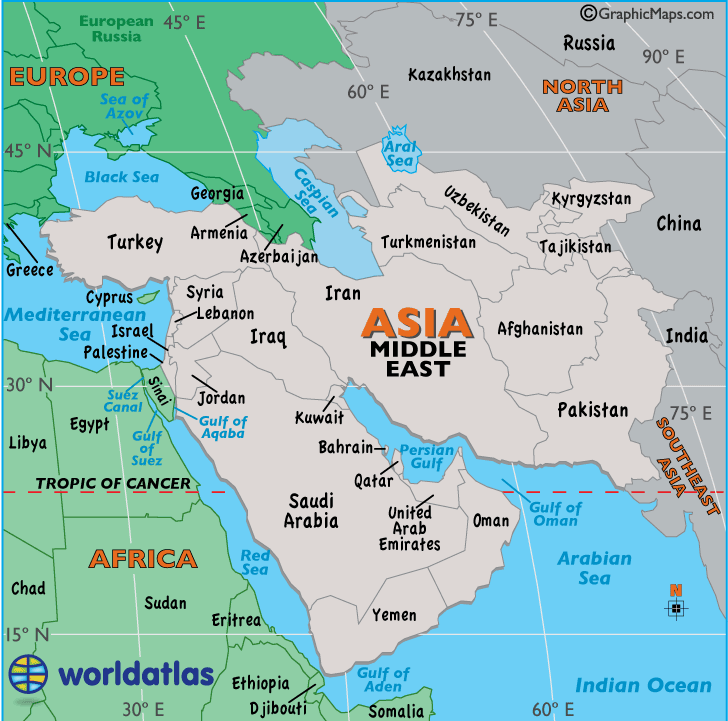 45° E
75° E
©GraphicMaps.com
European
Russia
Russia
90° E
EUROPE
Kazakhstan
NORTH
ASIA
60° E
Sea of
Azov
Aral
Sea
45° N
Black Sea
Caspian
Sea
Georgia
Uzbekistan
Kyrgyzstan
China
Armenia
Turkey
Turkmenistan
Tajikistan
Azerbaijan
Greece
Cyprus
Syria
Iran
Mediterranean
Sea
Lebanon
ASIA
MIDDLE
EAST
Afghanistan
India
Israel
Iraq
Palestine
30° N
Sinai
Suez
Canal
Jordan
Kuwait
Pakistan
75° E
Egypt
Gulf of
Aqaba
Libya
Gulf
of
Suez
Bahrain
Persian
Gulf
SOUTHEAST
ASIA
Qatar
TROPIC OF CANCER
Saudi
Arabia
United
Arab
Emirates
Oman
Gulf of
Oman
AFRICA
Red
Sea
Arabian
Sea
Chad
Sudan
N
Eritrea
Yemen
15° N
worldatlas
Ethiopia
Gulf of
Aden
Indian Ocean
30° E
Djibouti
Somalia
60° E